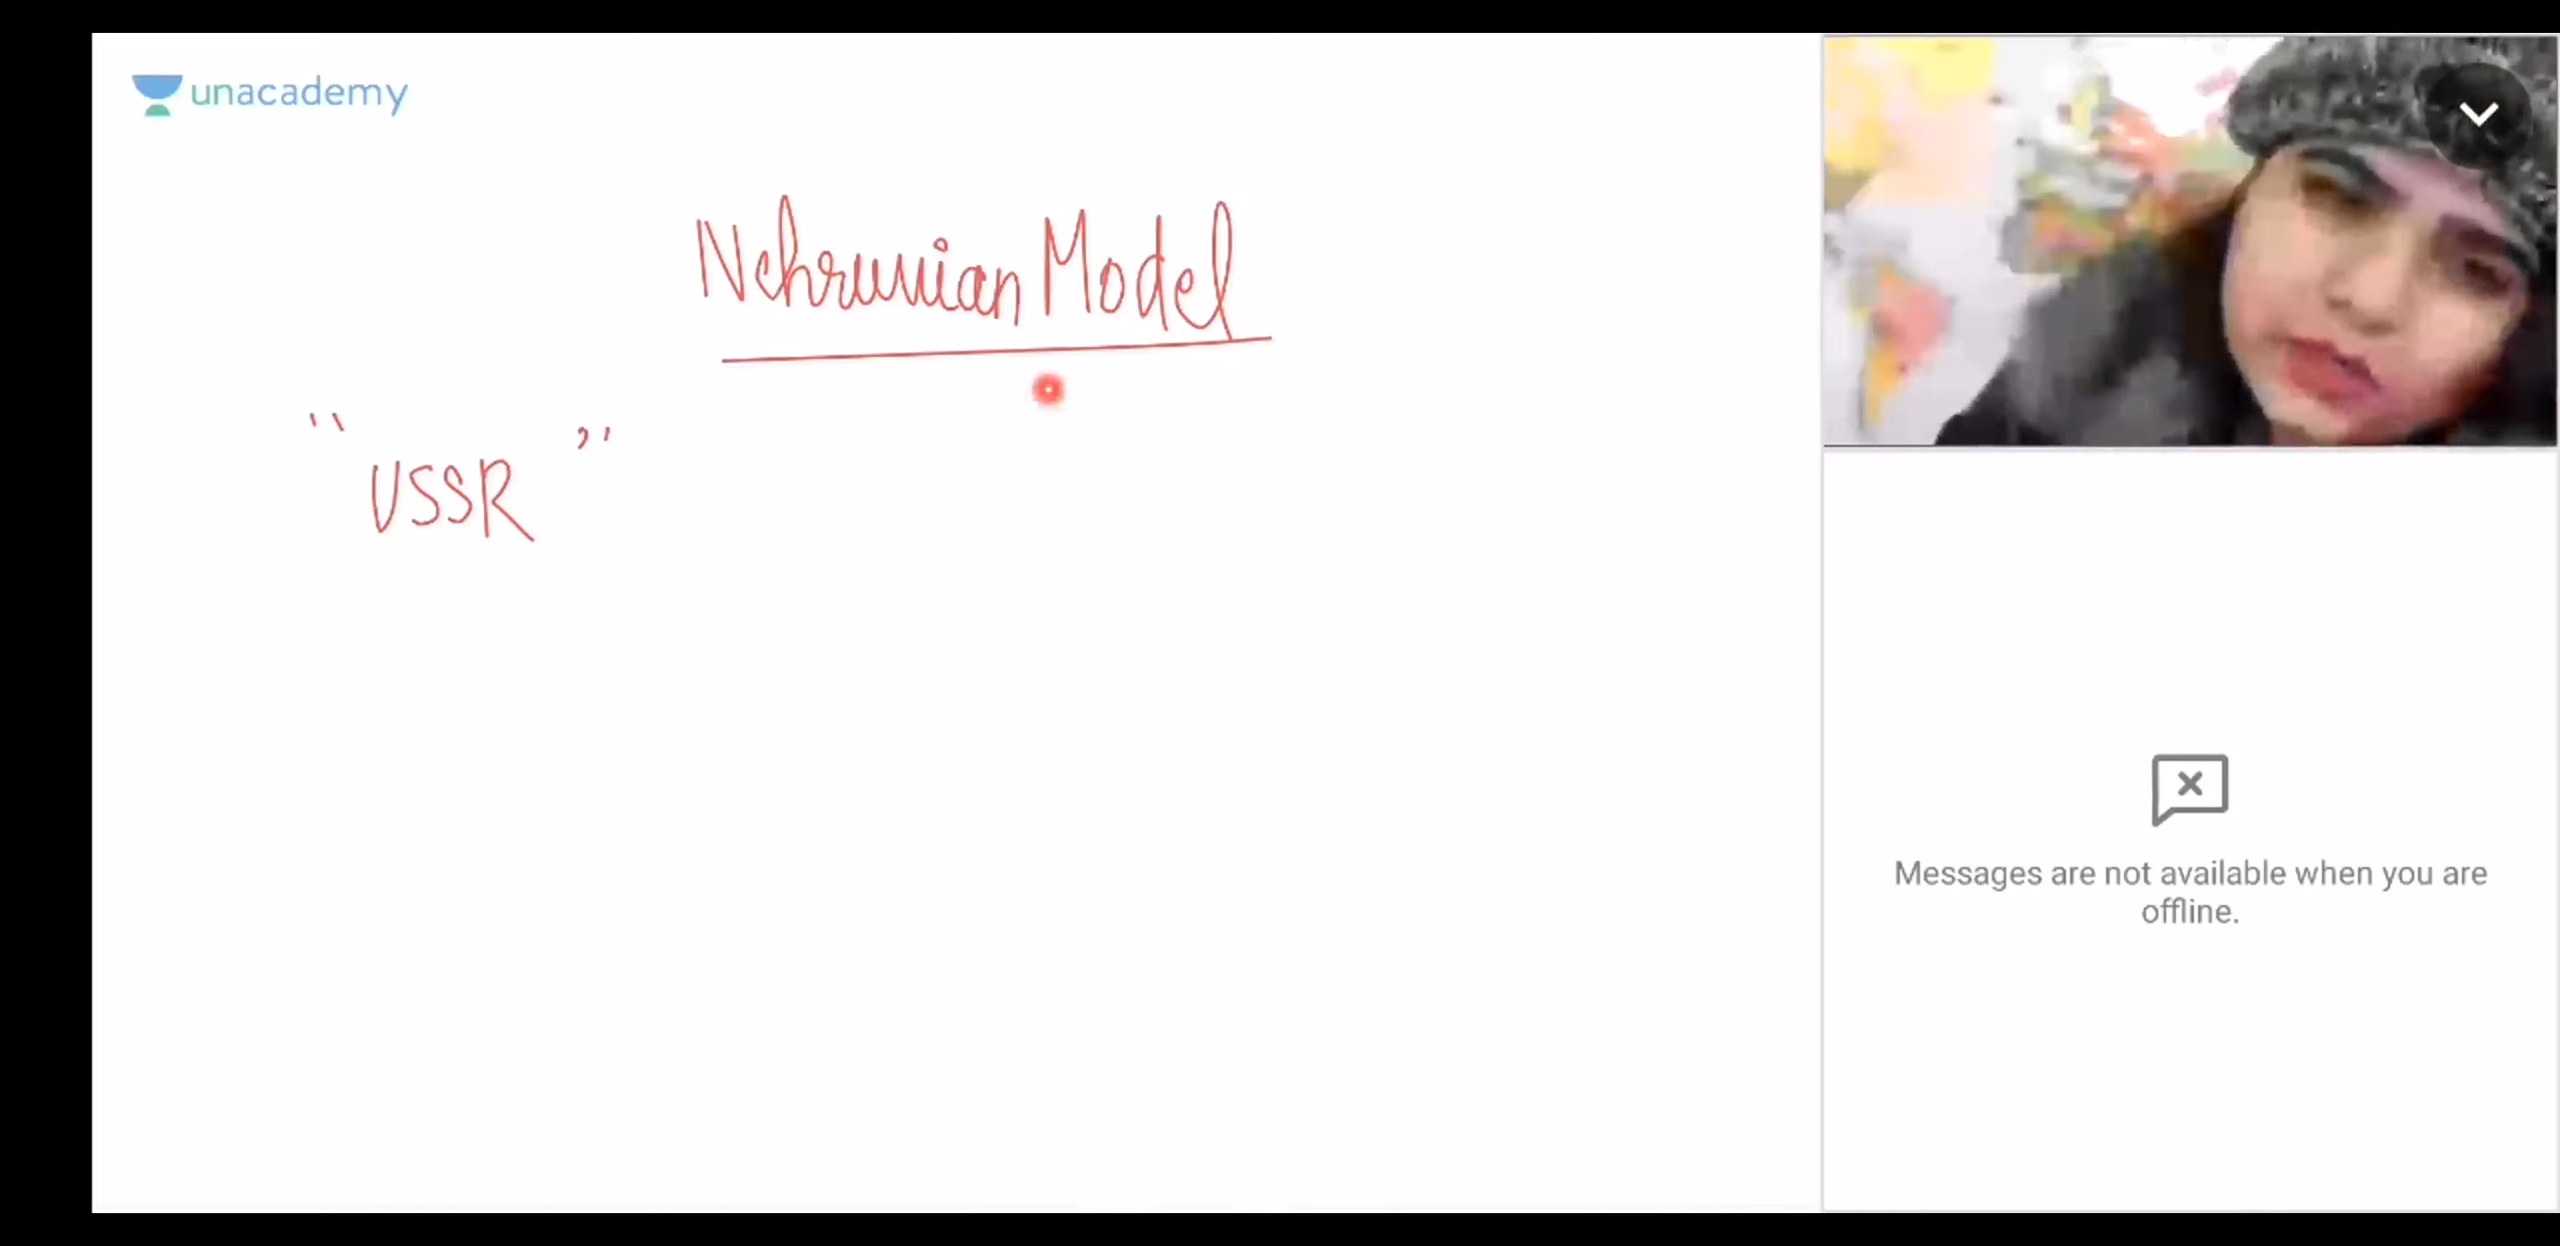 unacademy
Nehruvian Model
"USSR"
Messages are not available when you are
offline.